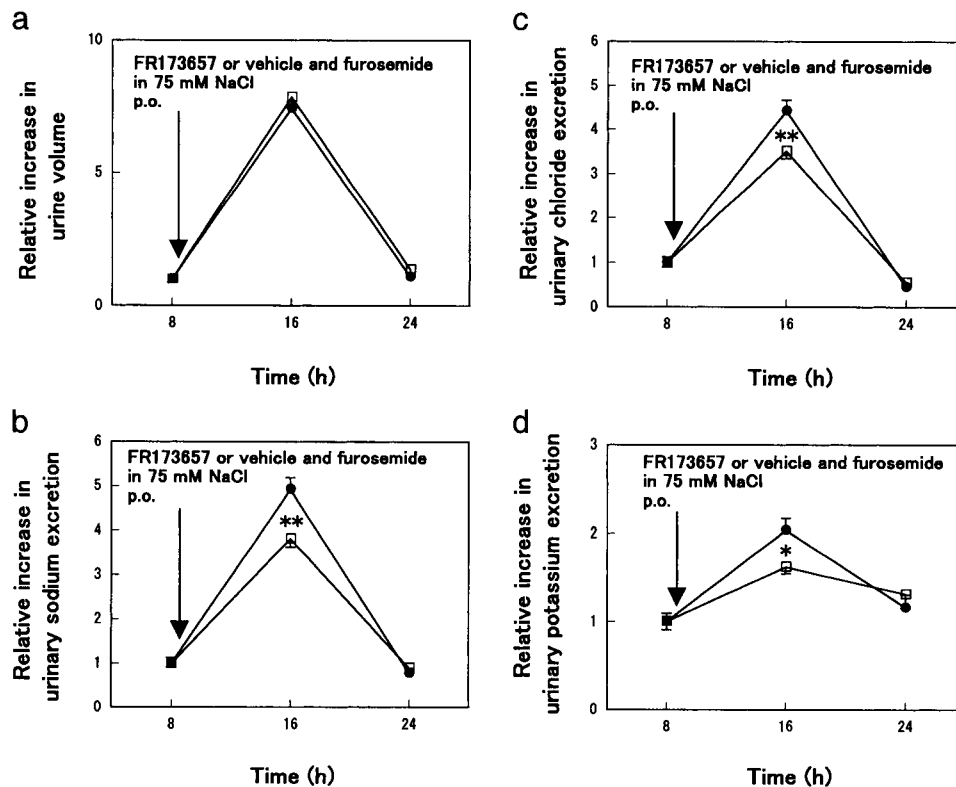 a
Relative increase in
urine volume
10
5
0
FR173657 or vehicle and furosemide
in 75 mM NaCl
p.o.
8
16
24
Time (h)
c
Relative increase in
urinary chloride excretion
6
5
4
3
2
1
0
FR173657 or vehicle and furosemide
in 75 mM NaCl
p.o.
**
8
16
24
Time (h)
b
Relative increase in
urinary sodium excretion
6
5
4
3
2
1
0
FR173657 or vehicle and furosemide
in 75 mM NaCl
p.o.
**
8
16
24
Time (h)
d
Relative increase in
urinary potassium excretion
3
2
1
0
FR173657 or vehicle and furosemide
in 75 mM NaCl
p.o.
*
8
16
24
Time (h)